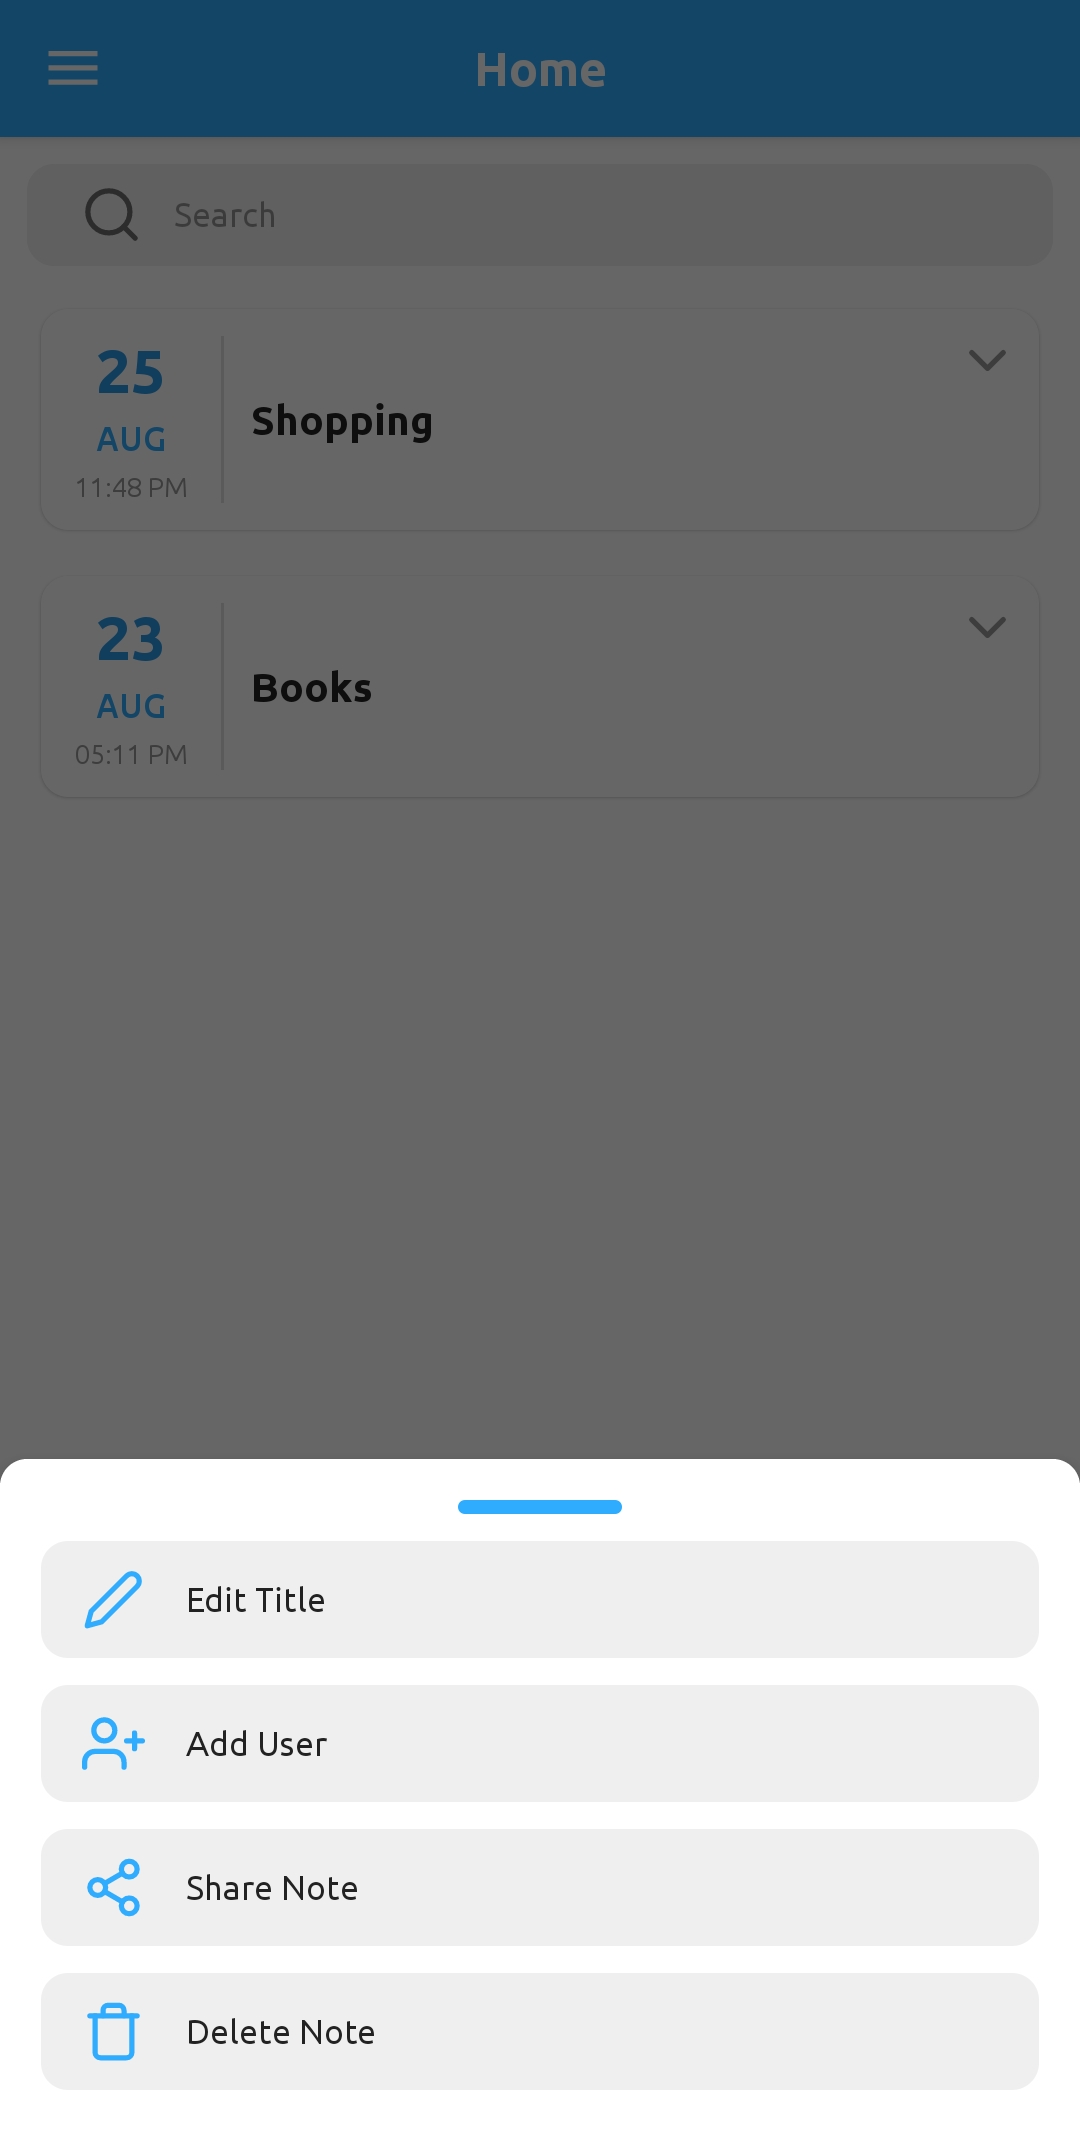 Home
Search
25
AUG
11:48 PM
Shopping
23
AUG
05:11 PM
Books
Edit Title
Add User
Share Note
Delete Note